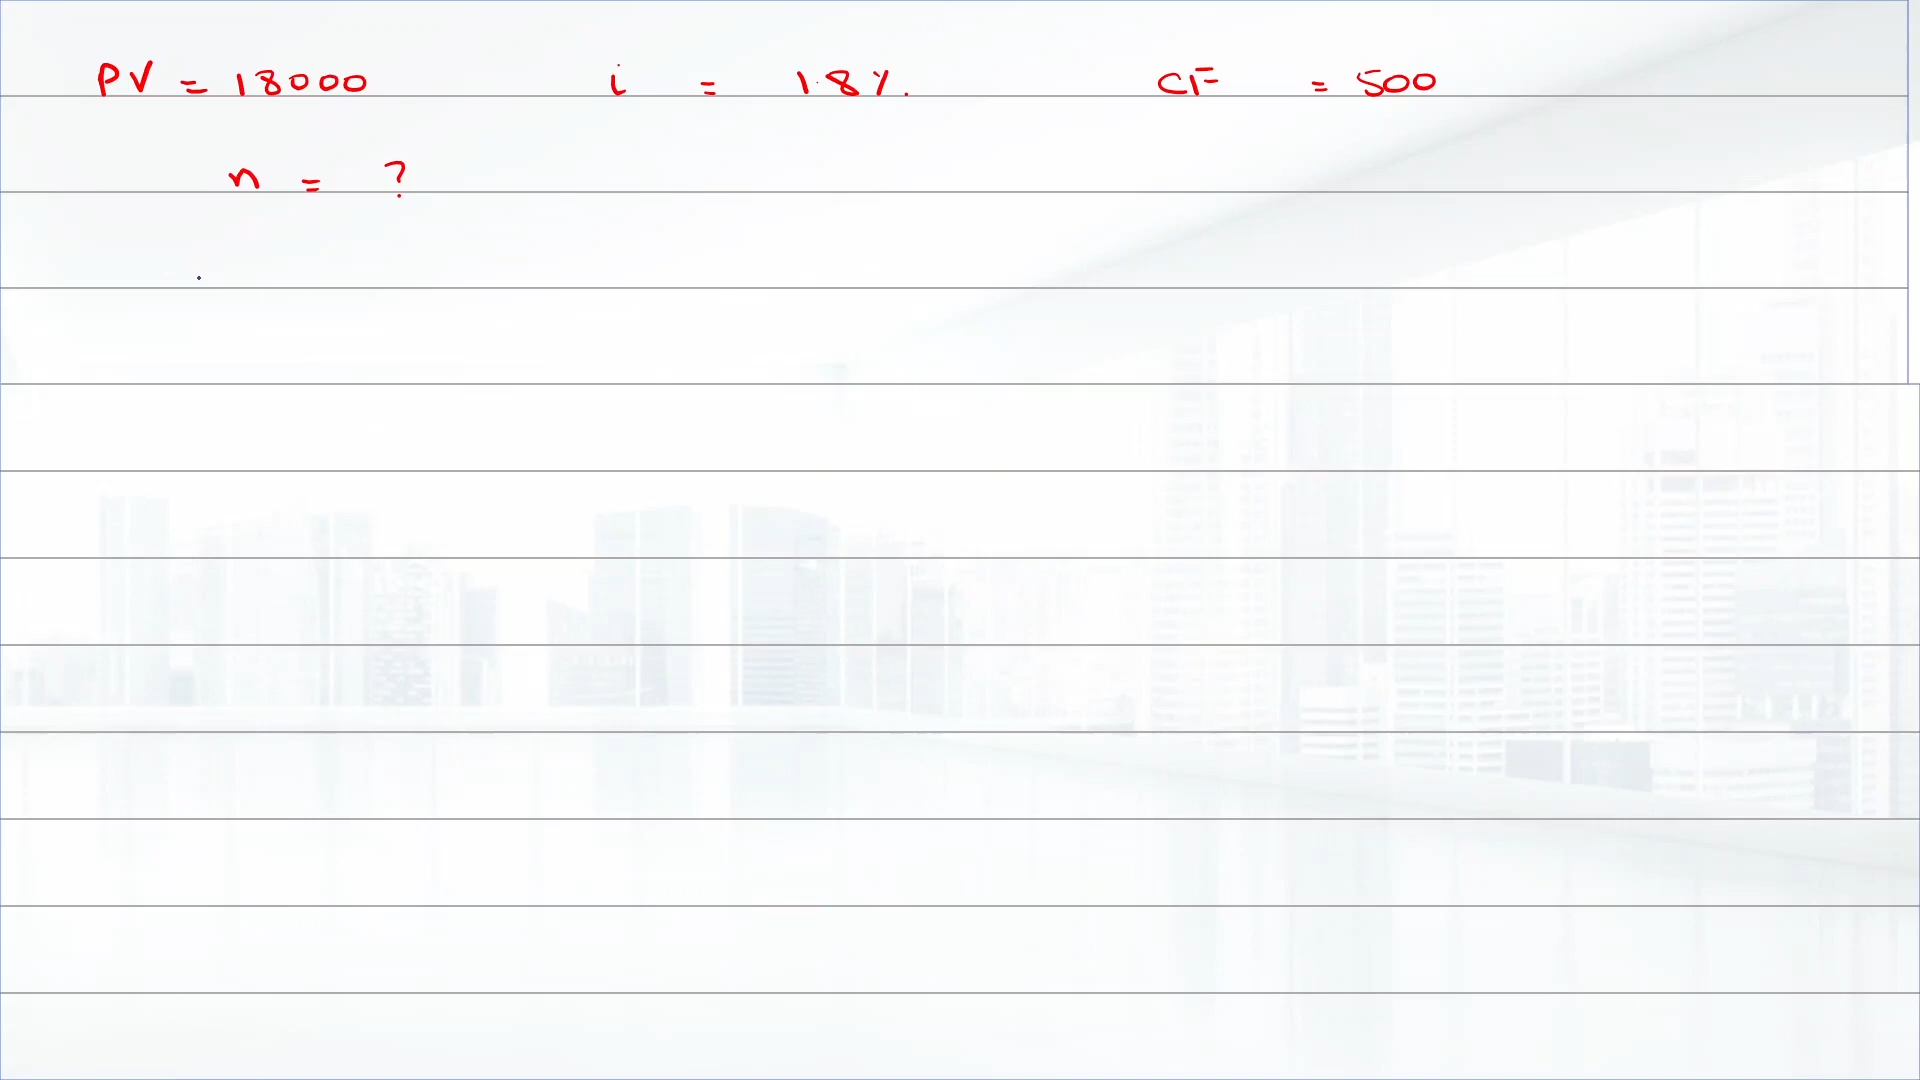 PV = 18000 i = 1.8% CF = 500
n = ?